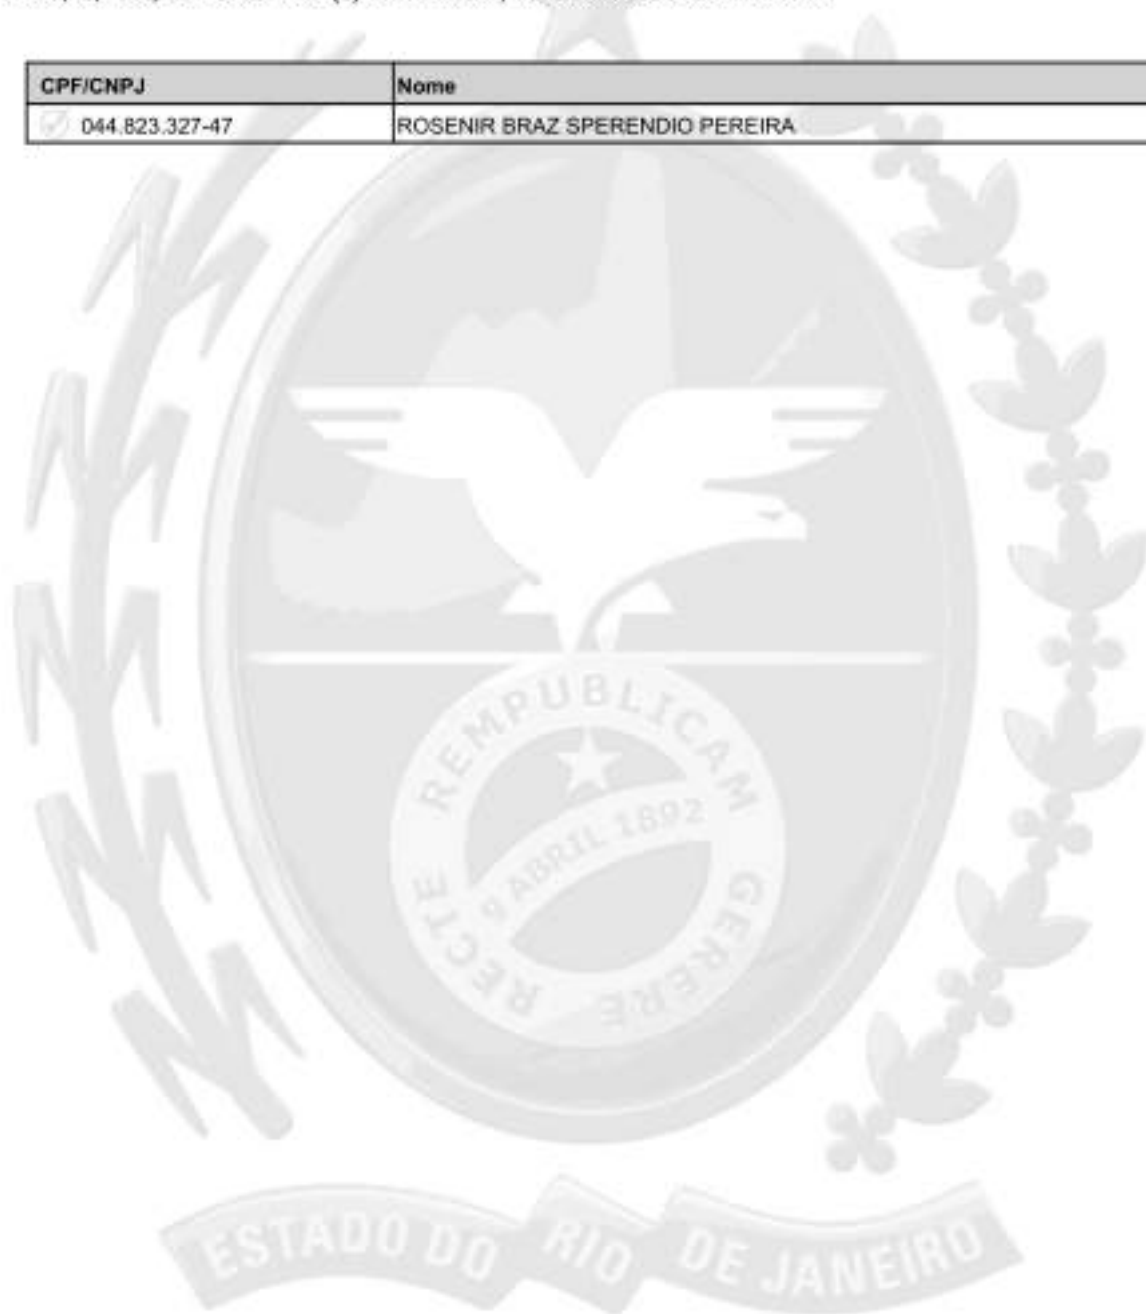 CPF/CNPJ Nome
044.823.327-47 ROSENIR BRAZ SPERENDIO PEREIRA
RECTE REMPUBLICAM GERERE
9 ABRIL 1892
ESTADO DO RIO DE JANEIRO